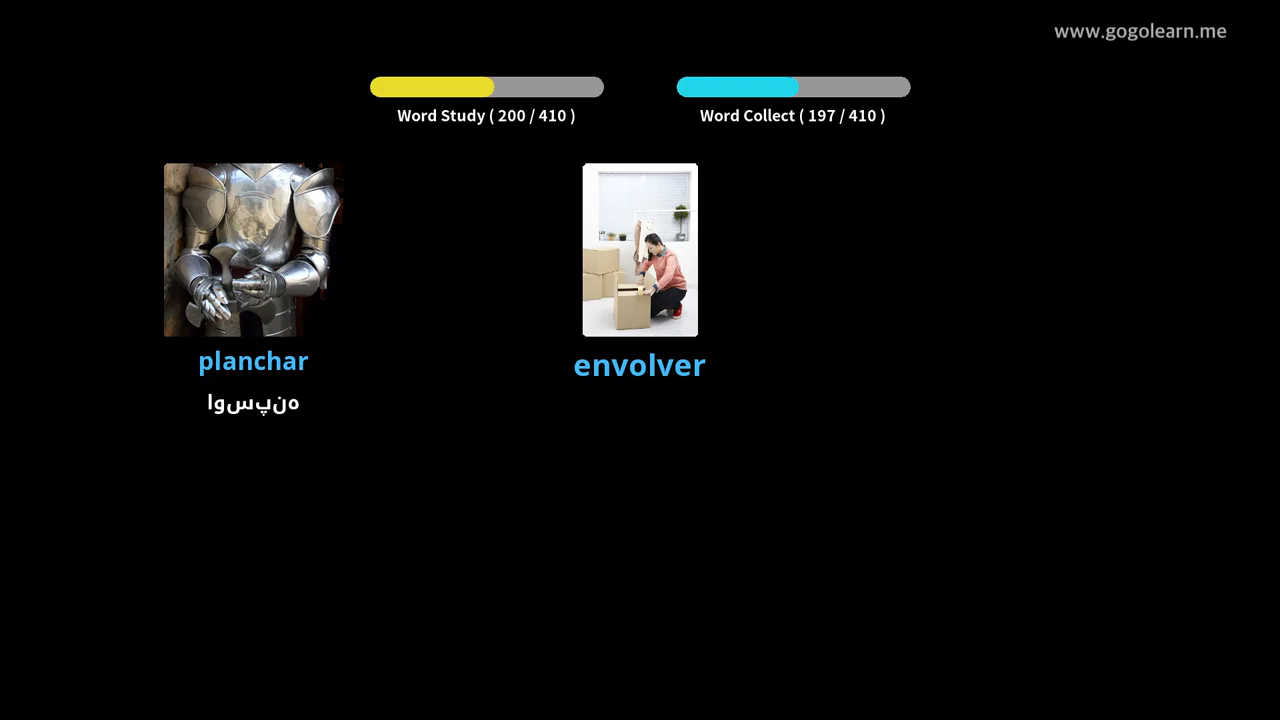 www.gogolearn.me
Word Study ( 200 / 410 )
Word Collect ( 197 / 410 )
planchar
اوسپنه
envolver